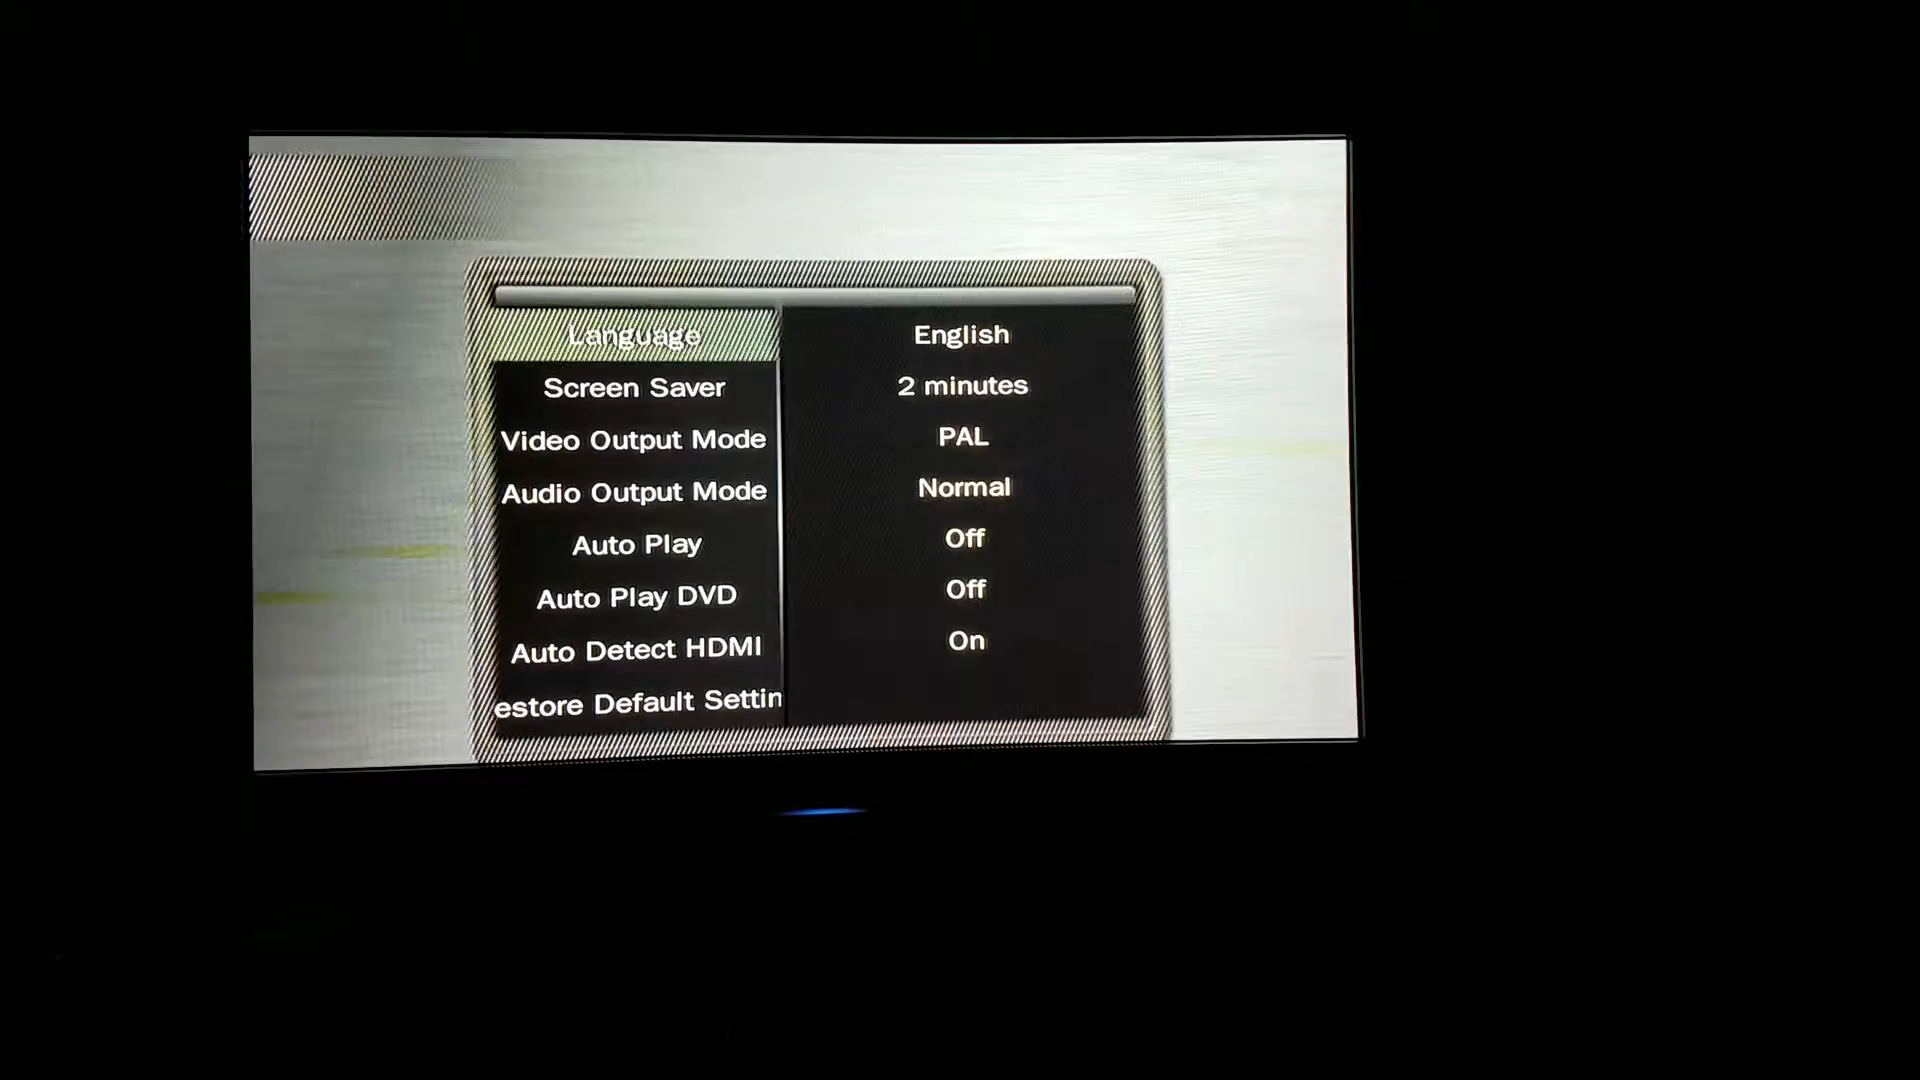 Language English
Screen Saver 2 minutes
Video Output Mode PAL
Audio Output Mode Normal
Auto Play Off
Auto Play DVD Off
Auto Detect HDMI On
estore Default Settin